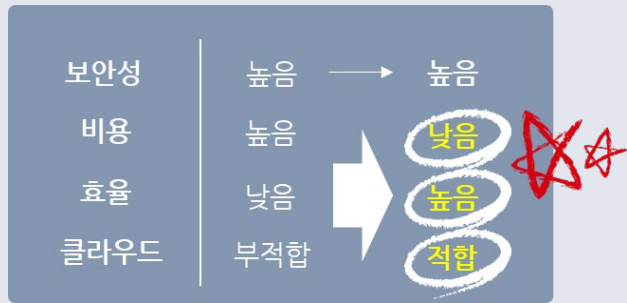 보안성 높음 높음
비용 높음 낮음
효율 낮음 높음
클라우드 부적합 적합